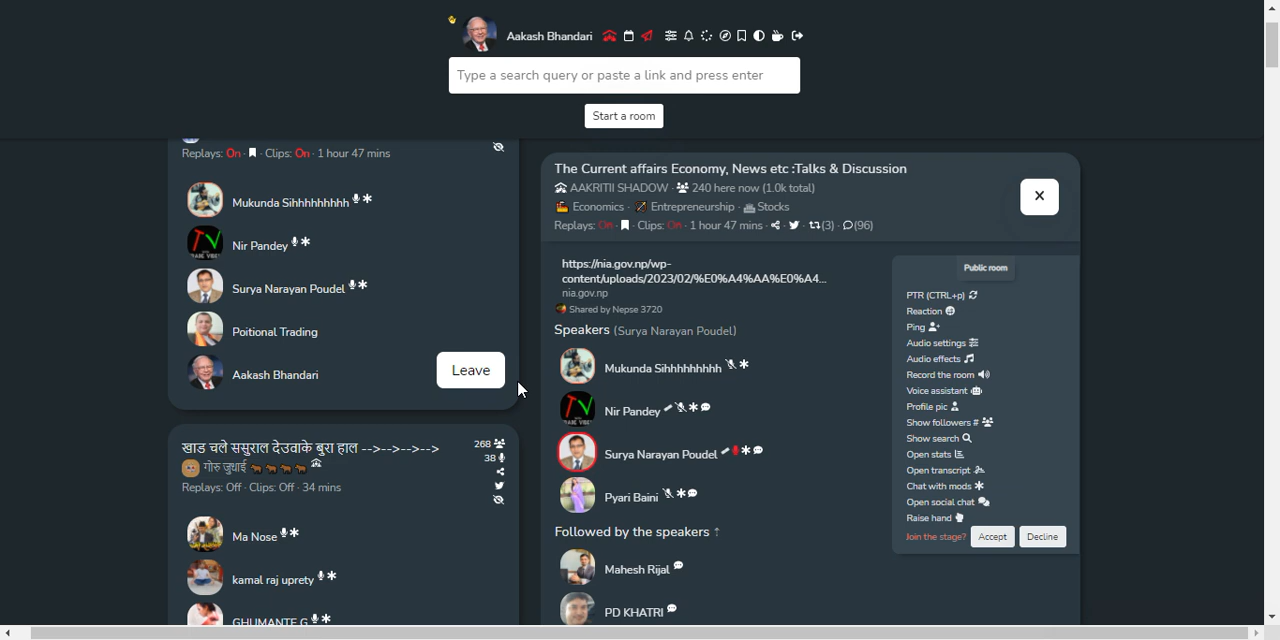 Aakash Bhandari
Type a search query or paste a link and press enter
Start a room
Replays: On · Clips: On · 1 hour 47 mins
Mukunda Sihhhhhhhhh
Nir Pandey
Surya Narayan Poudel
Poitional Trading
Aakash Bhandari
Leave
खाड चले ससुराल देउवाके बुरा हाल -->-->-->-->
268
गोरु जुधाई
38
Replays: Off · Clips: Off · 34 mins
Ma Nose
kamal raj uprety
GHUMANTE G
The Current affairs Economy, News etc :Talks & Discussion
AAKRITII SHADOW · 240 here now (1.0k total)
Economics · Entrepreneurship · Stocks
Replays: On · Clips: On · 1 hour 47 mins · (3) · (96)
X
https://nia.gov.np/wp-
content/uploads/2023/02/%E0%A4%AA%E0%A4...
nia.gov.np
Shared by Nepse 3720
Speakers (Surya Narayan Poudel)
Mukunda Sihhhhhhhhh
Nir Pandey
Surya Narayan Poudel
Pyari Baini
Followed by the speakers ↑
Mahesh Rijal
PD KHATRI
Public room
PTR (CTRL+p)
Reaction
Ping
Audio settings
Audio effects
Record the room
Voice assistant
Profile pic
Show followers #
Show search
Open stats
Open transcript
Chat with mods
Open social chat
Raise hand
Join the stage? Accept Decline